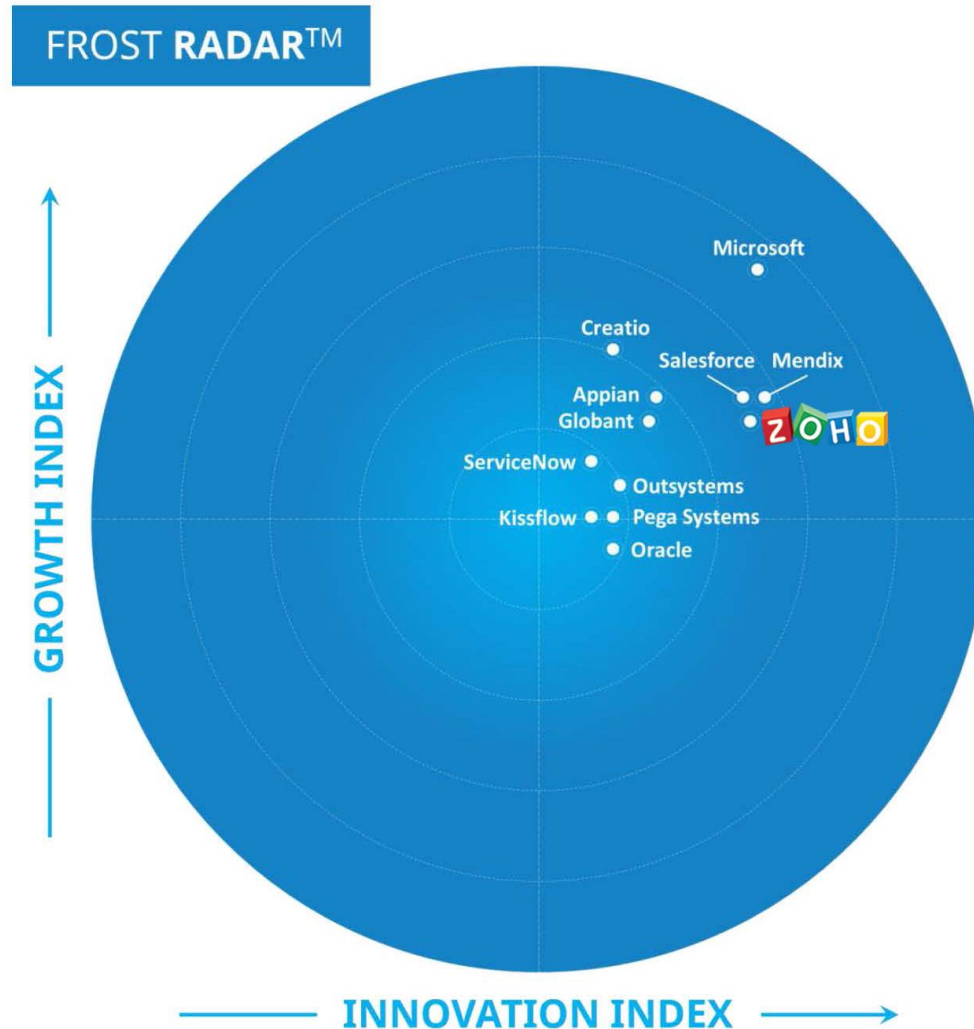 FROST RADAR™
GROWTH INDEX
Microsoft
Creatio
Salesforce Mendix
Appian
ZOHO
Globant
ServiceNow
Outsystems
Kissflow
Pega Systems
Oracle
INNOVATION INDEX